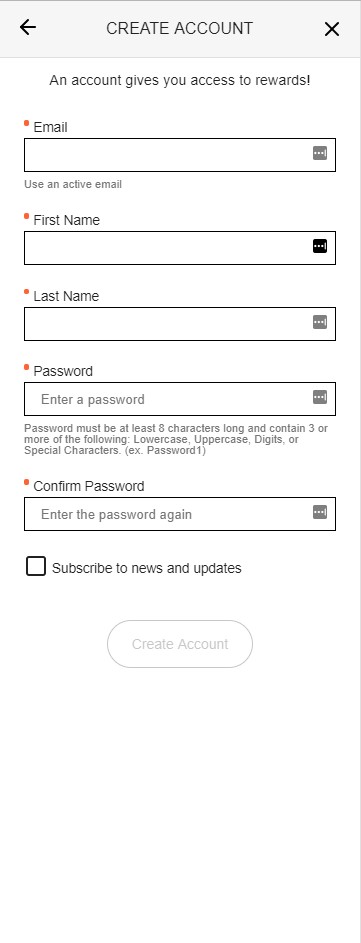 CREATE ACCOUNT
An account gives you access to rewards!
Email
Use an active email
First Name
Last Name
Password
Enter a password
Password must be at least 8 characters long and contain 3 or
more of the following: Lowercase, Uppercase, Digits, or
Special Characters. (ex. Password1)
Confirm Password
Enter the password again
Subscribe to news and updates
Create Account